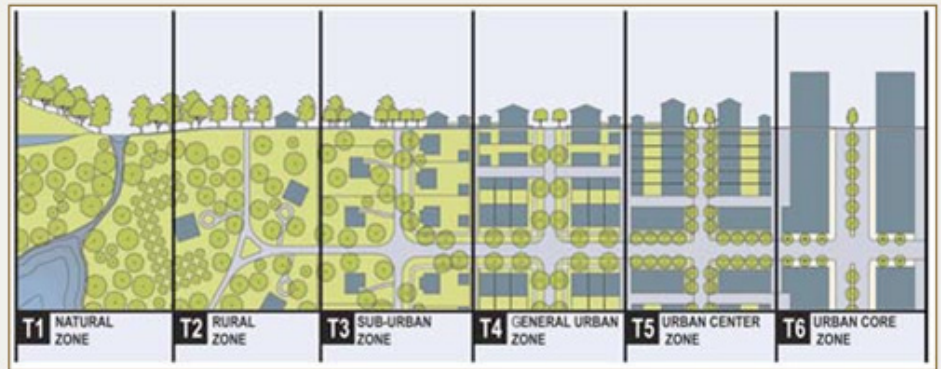 T1 NATURAL
ZONE
T2 RURAL
ZONE
T3 SUB-URBAN
ZONE
T4 GENERAL URBAN
ZONE
T5 URBAN CENTER
ZONE
T6 URBAN CORE
ZONE